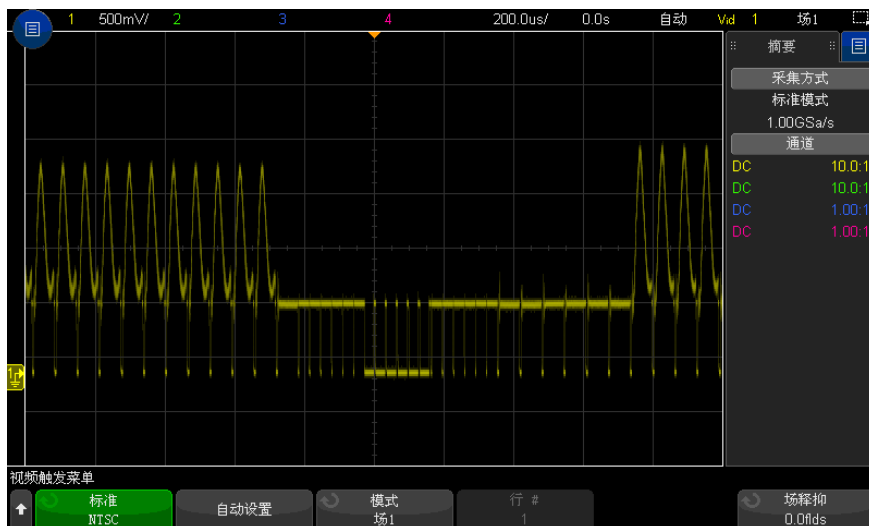 1 500mV/ 2 3 4 200.0us/ 0.0s 自动 Vid 1 场1
摘要
采集方式
标准模式
1.00GSa/s
通道
DC 10.0:1
DC 10.0:1
DC 1.00:1
DC 1.00:1
1
视频触发菜单
标准
NTSC
自动设置
模式
场1
行 #
1
场释抑
0.0flds